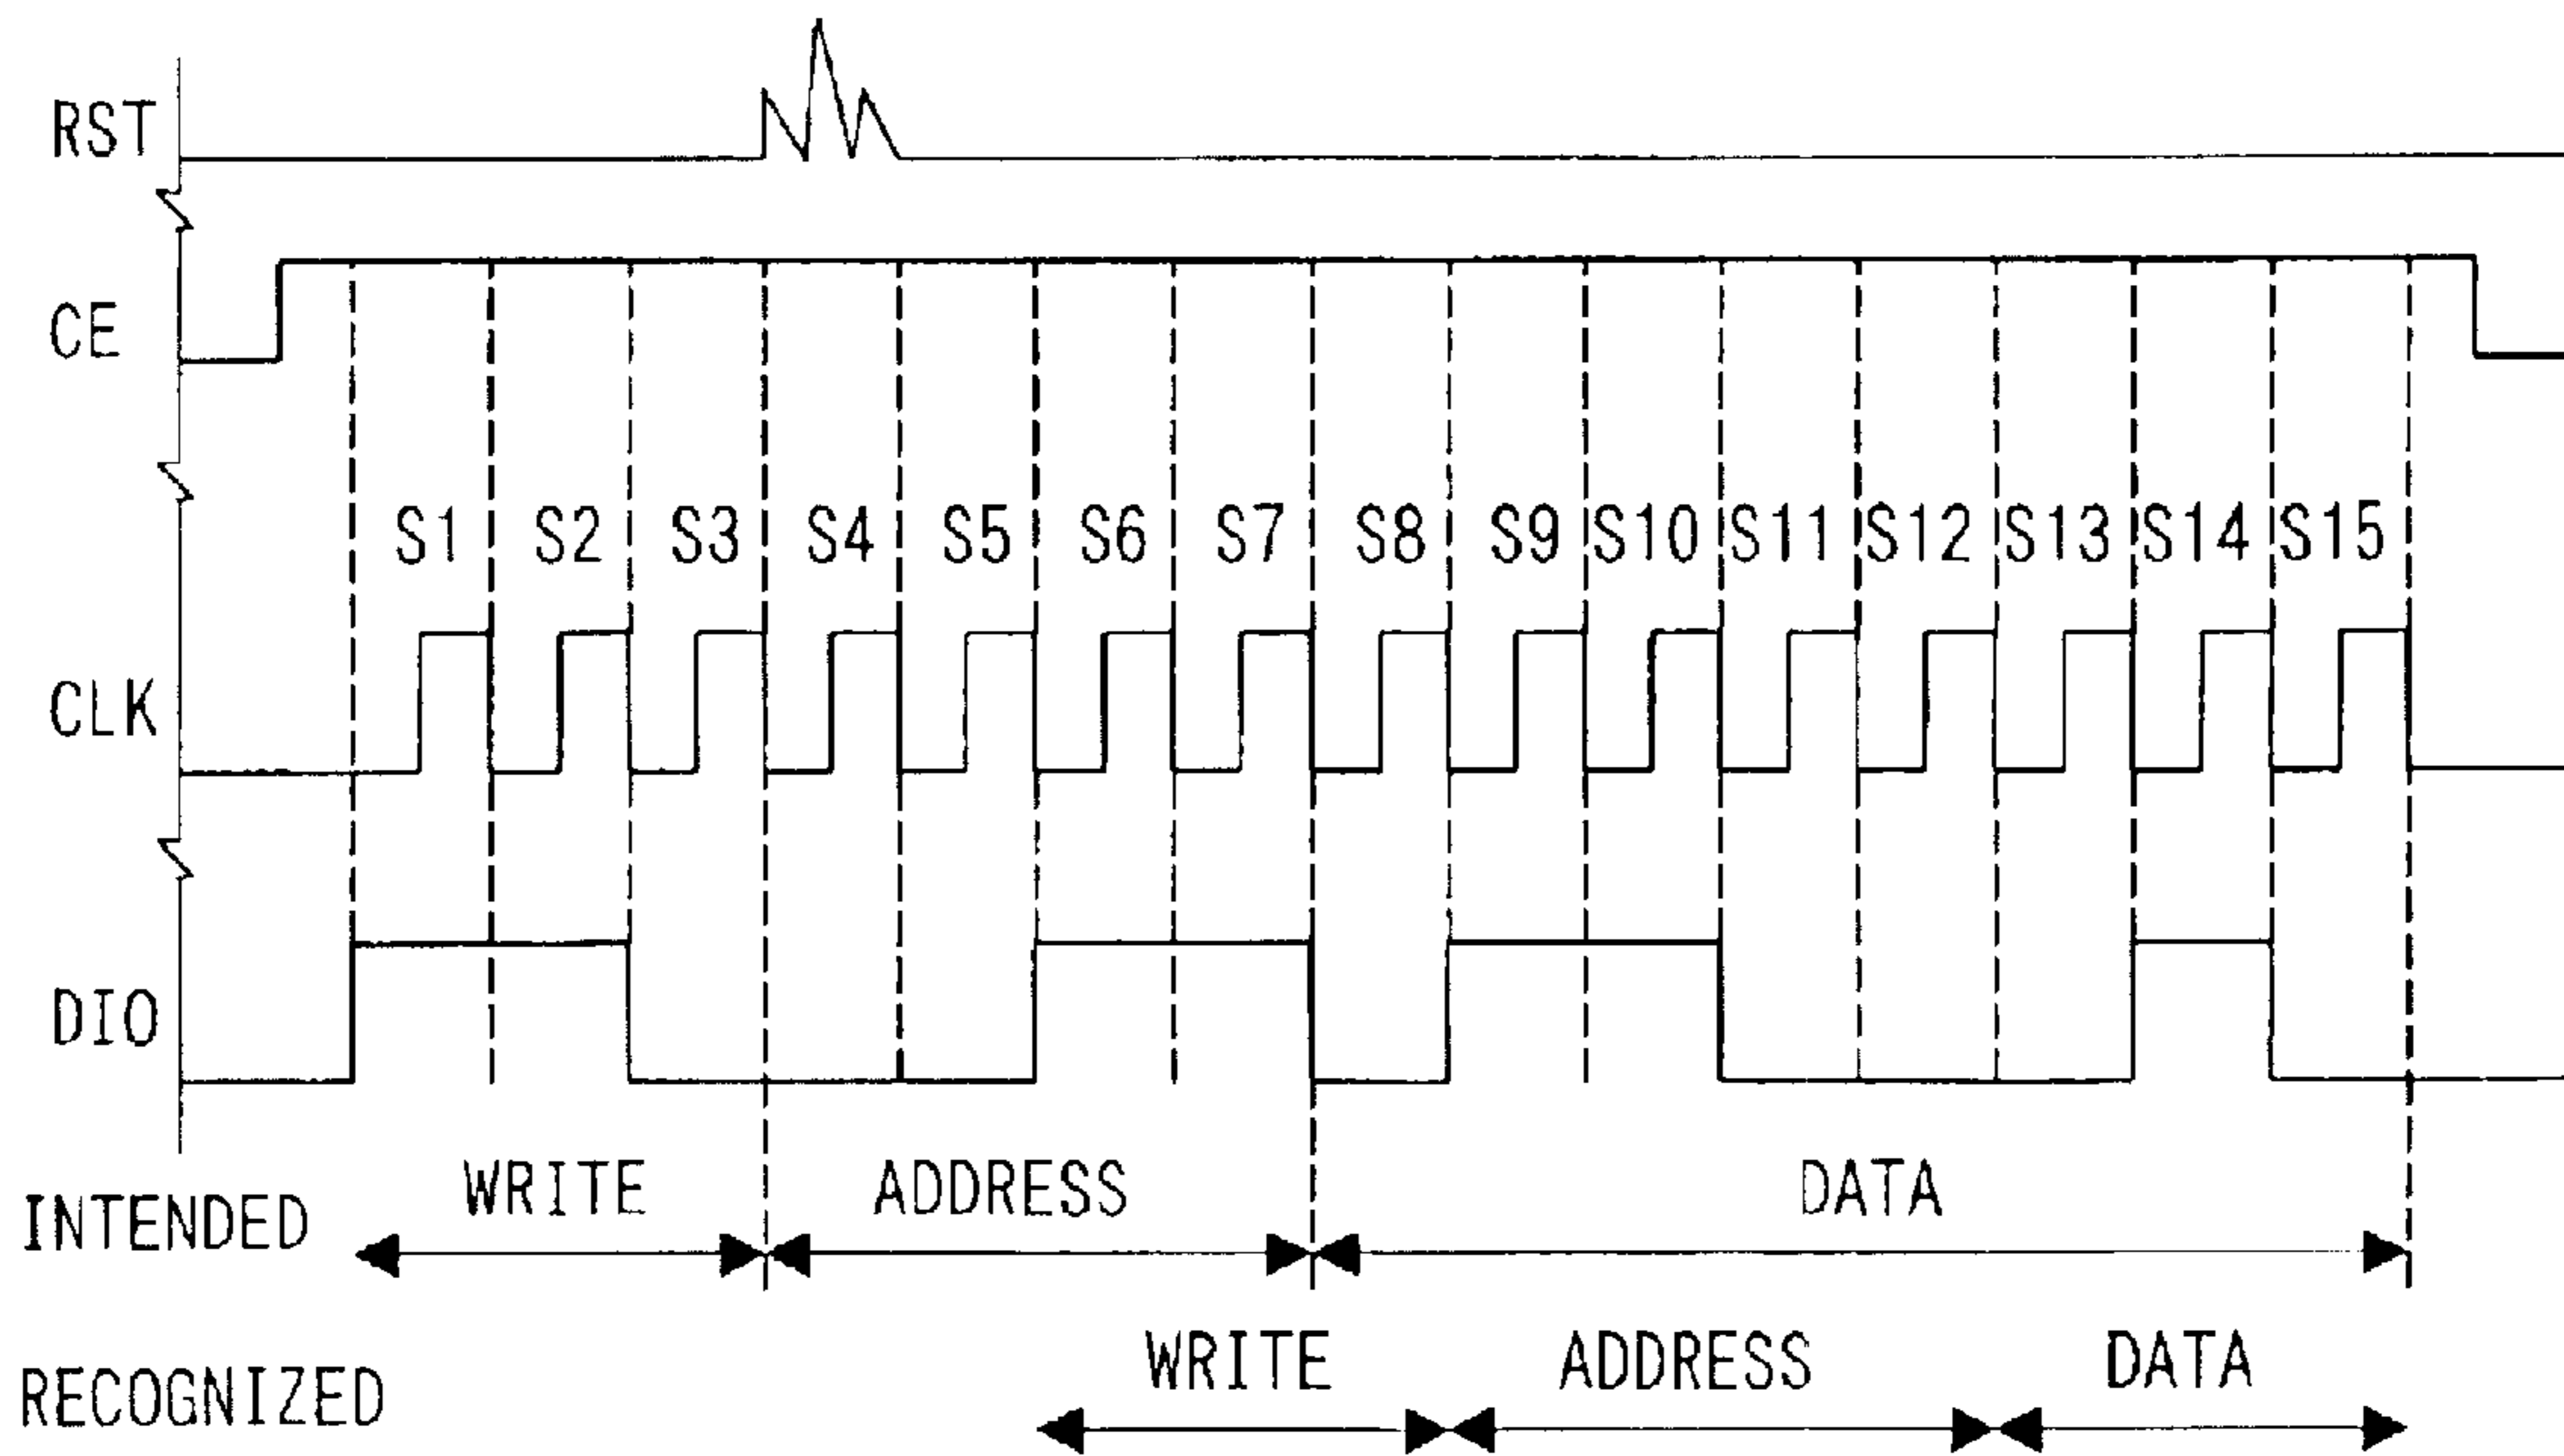 RST
CE
S1 S2 S3 S4 S5 S6 S7 S8 S9 S10 S11 S12 S13 S14 S15
CLK
DIO
WRITE ADDRESS DATA
INTENDED
WRITE ADDRESS DATA
RECOGNIZED